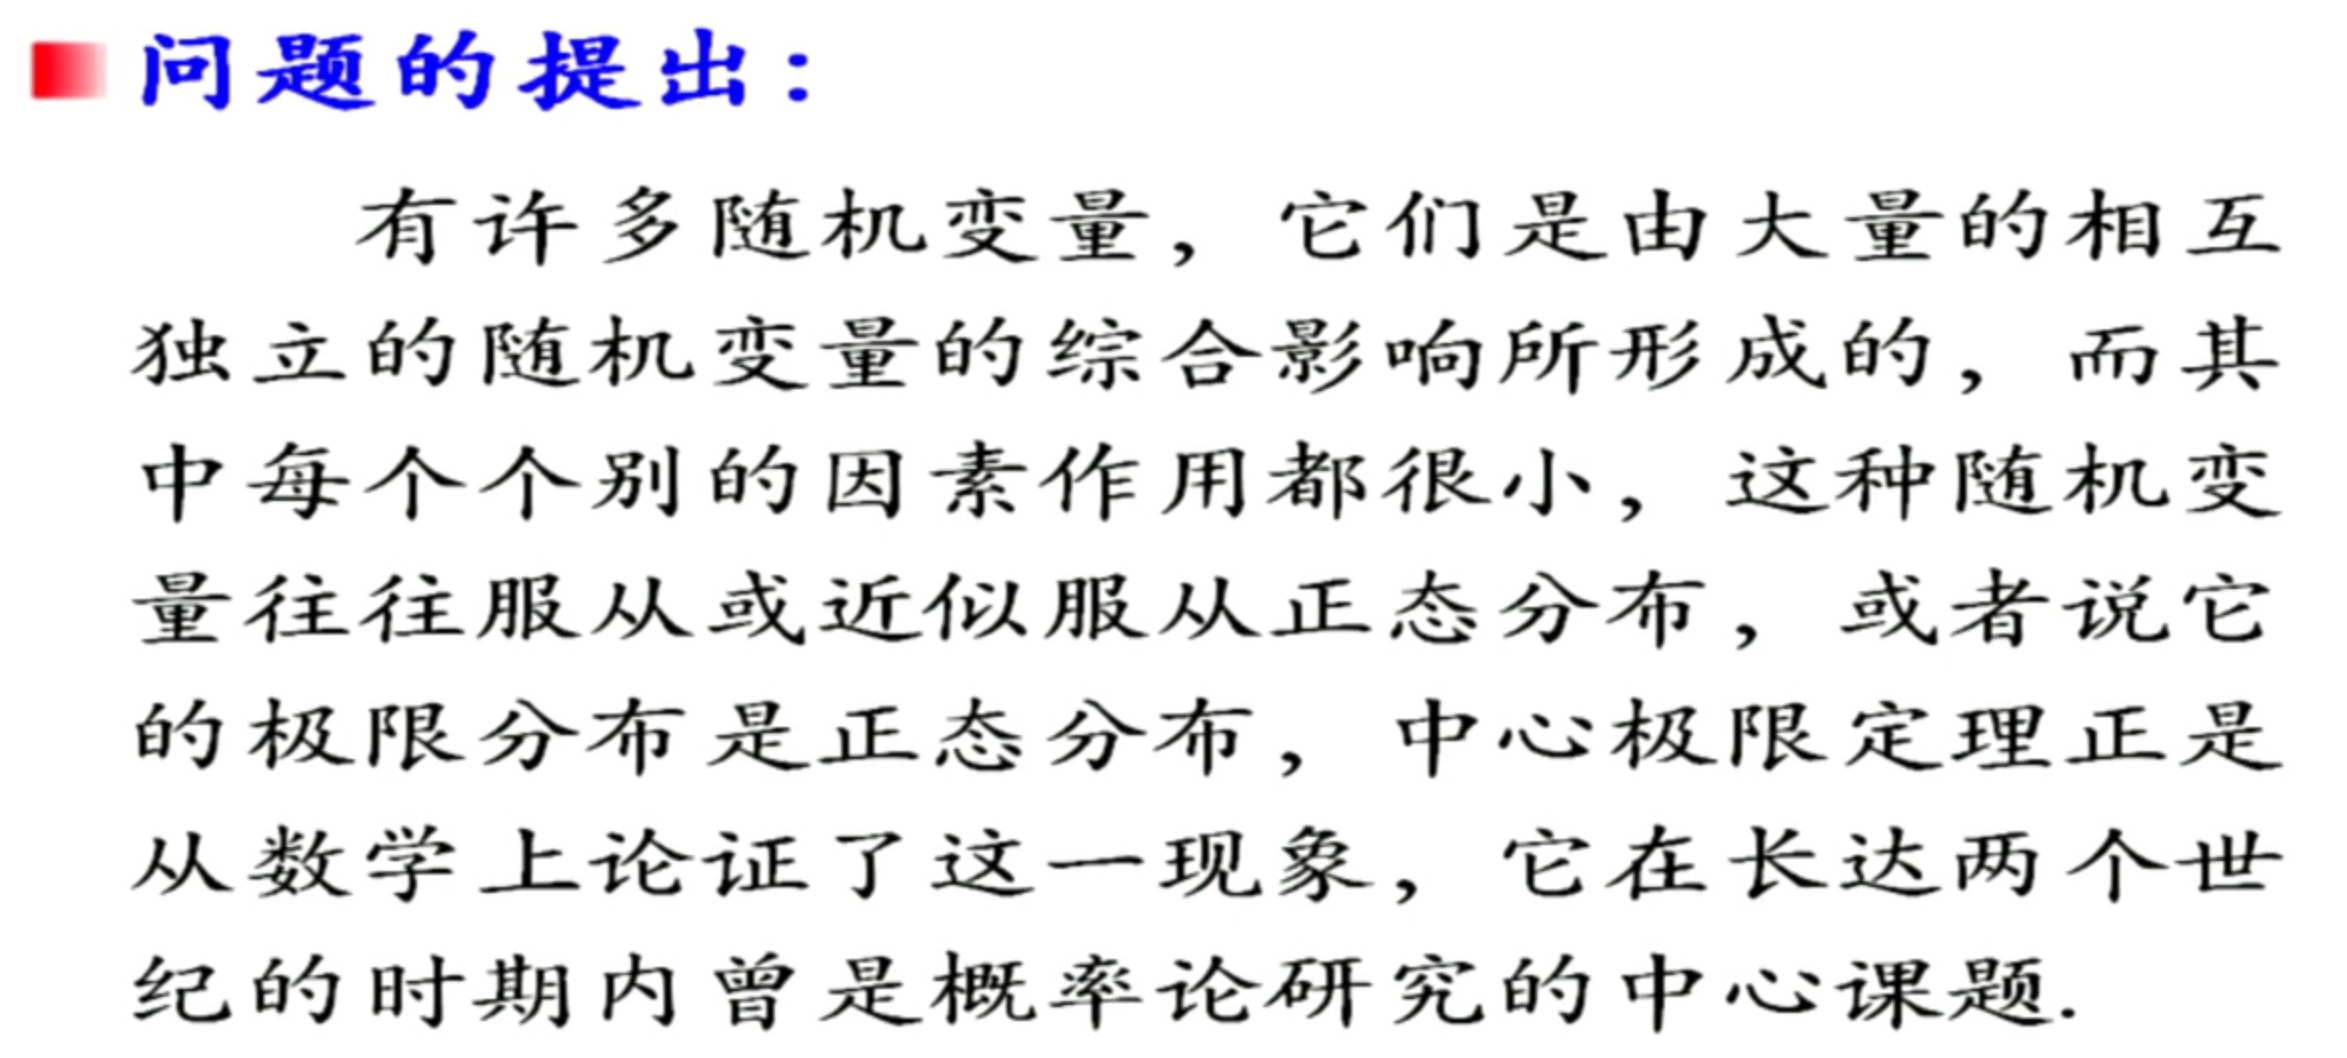 问题的提出：
有许多随机变量，它们是由大量的相互
独立的随机变量的综合影响所形成的，而其
中每个个别的因素作用都很小，这种随机变
量往往服从或近似服从正态分布，或者说它
的极限分布是正态分布，中心极限定理正是
从数学上论证了这一现象，它在长达两个世
纪的时期内曾是概率论研究的中心课题.